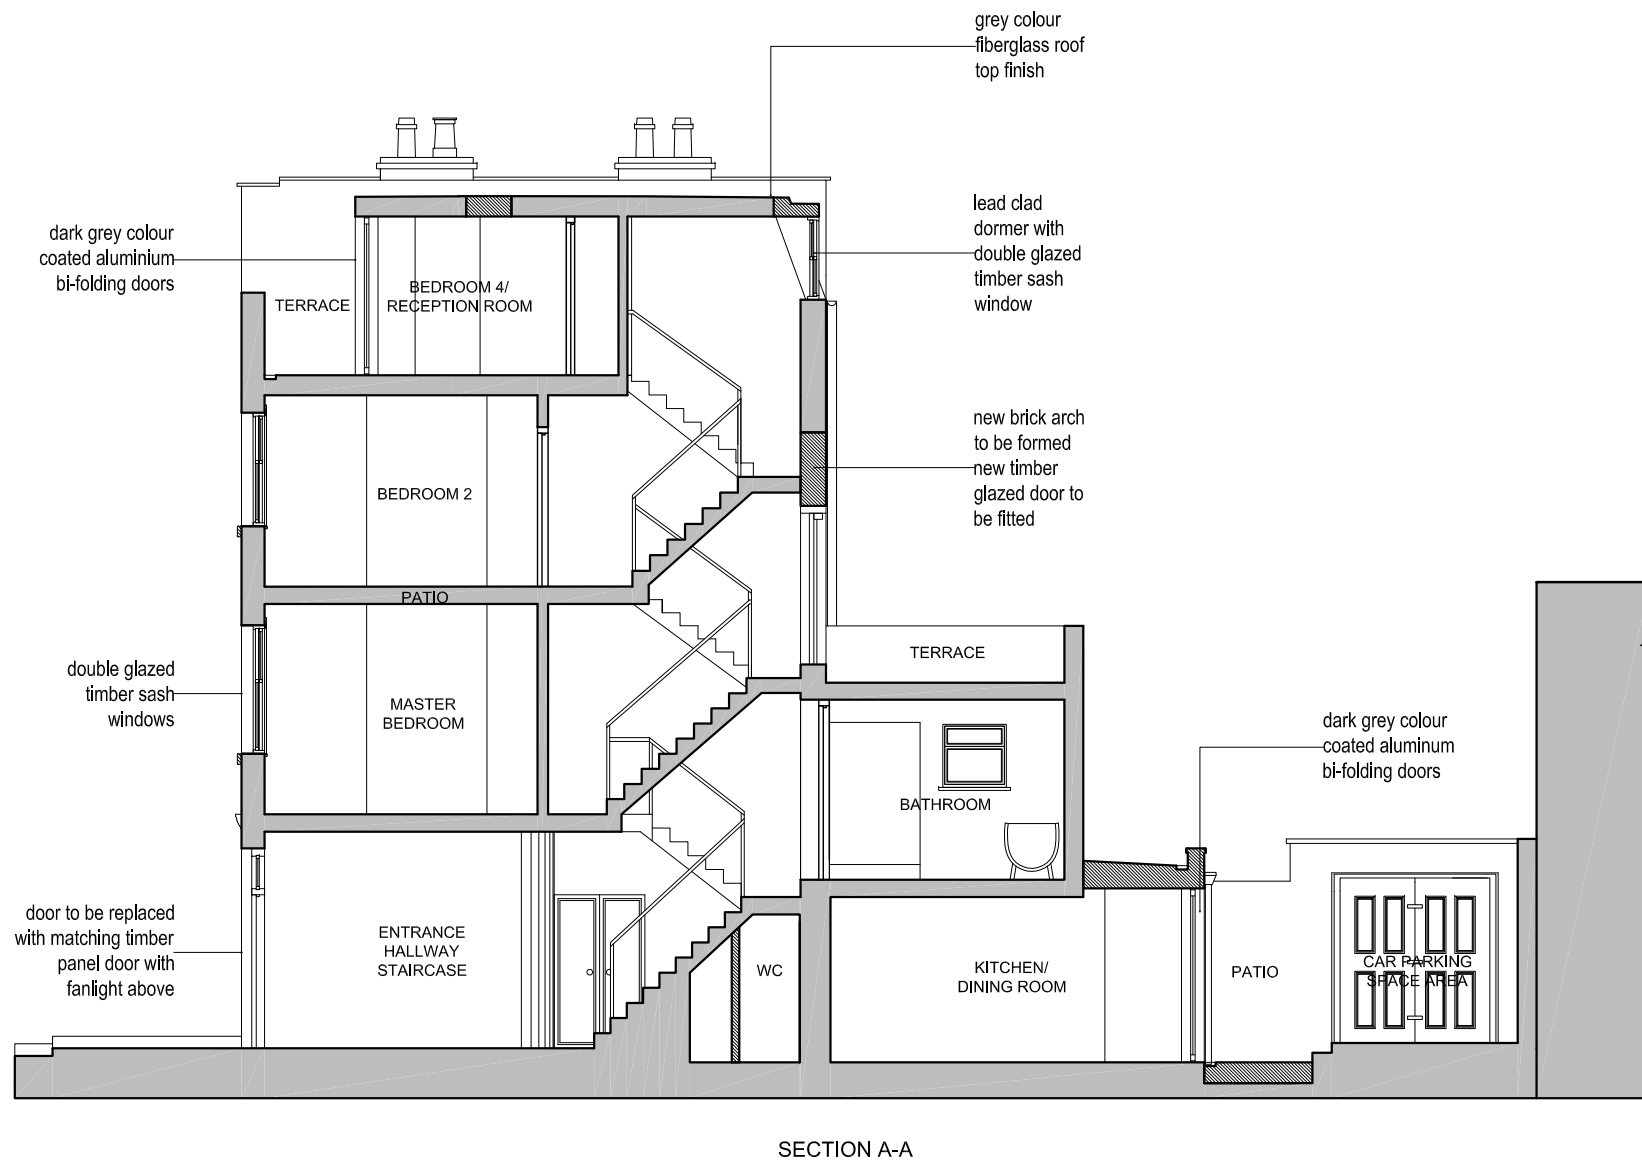 grey colour
fiberglass roof
top finish
lead clad
dormer with
double glazed
timber sash
window
dark grey colour
coated aluminium
bi-folding doors
TERRACE
BEDROOM 4/
RECEPTION ROOM
new brick arch
to be formed
new timber
glazed door to
be fitted
BEDROOM 2
PATIO
double glazed
timber sash
windows
MASTER
BEDROOM
TERRACE
dark grey colour
coated aluminum
bi-folding doors
BATHROOM
door to be replaced
with matching timber
panel door with
fanlight above
ENTRANCE
HALLWAY
STAIRCASE
WC
KITCHEN/
DINING ROOM
PATIO
CAR PARKING
SPACE AREA
SECTION A-A